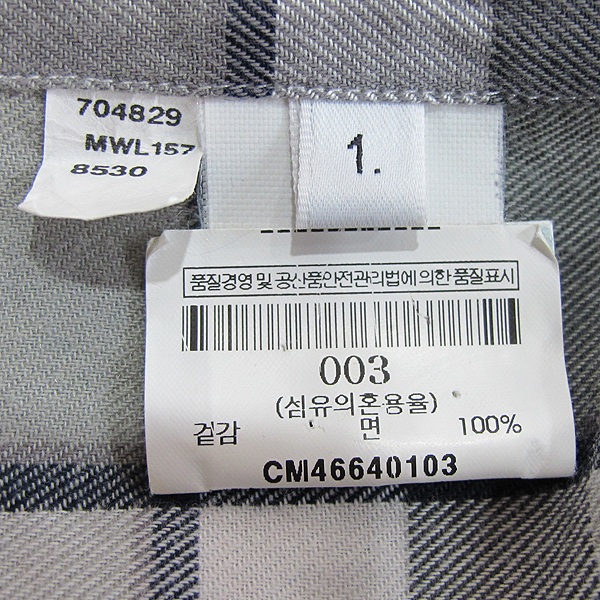 704829
MWL157
8530
1.
품질경영 및 공산품안전관리법에 의한 품질표시
003
(섬유의혼용율)
겉감 면 100%
CM46640103